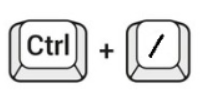 Ctrl + /